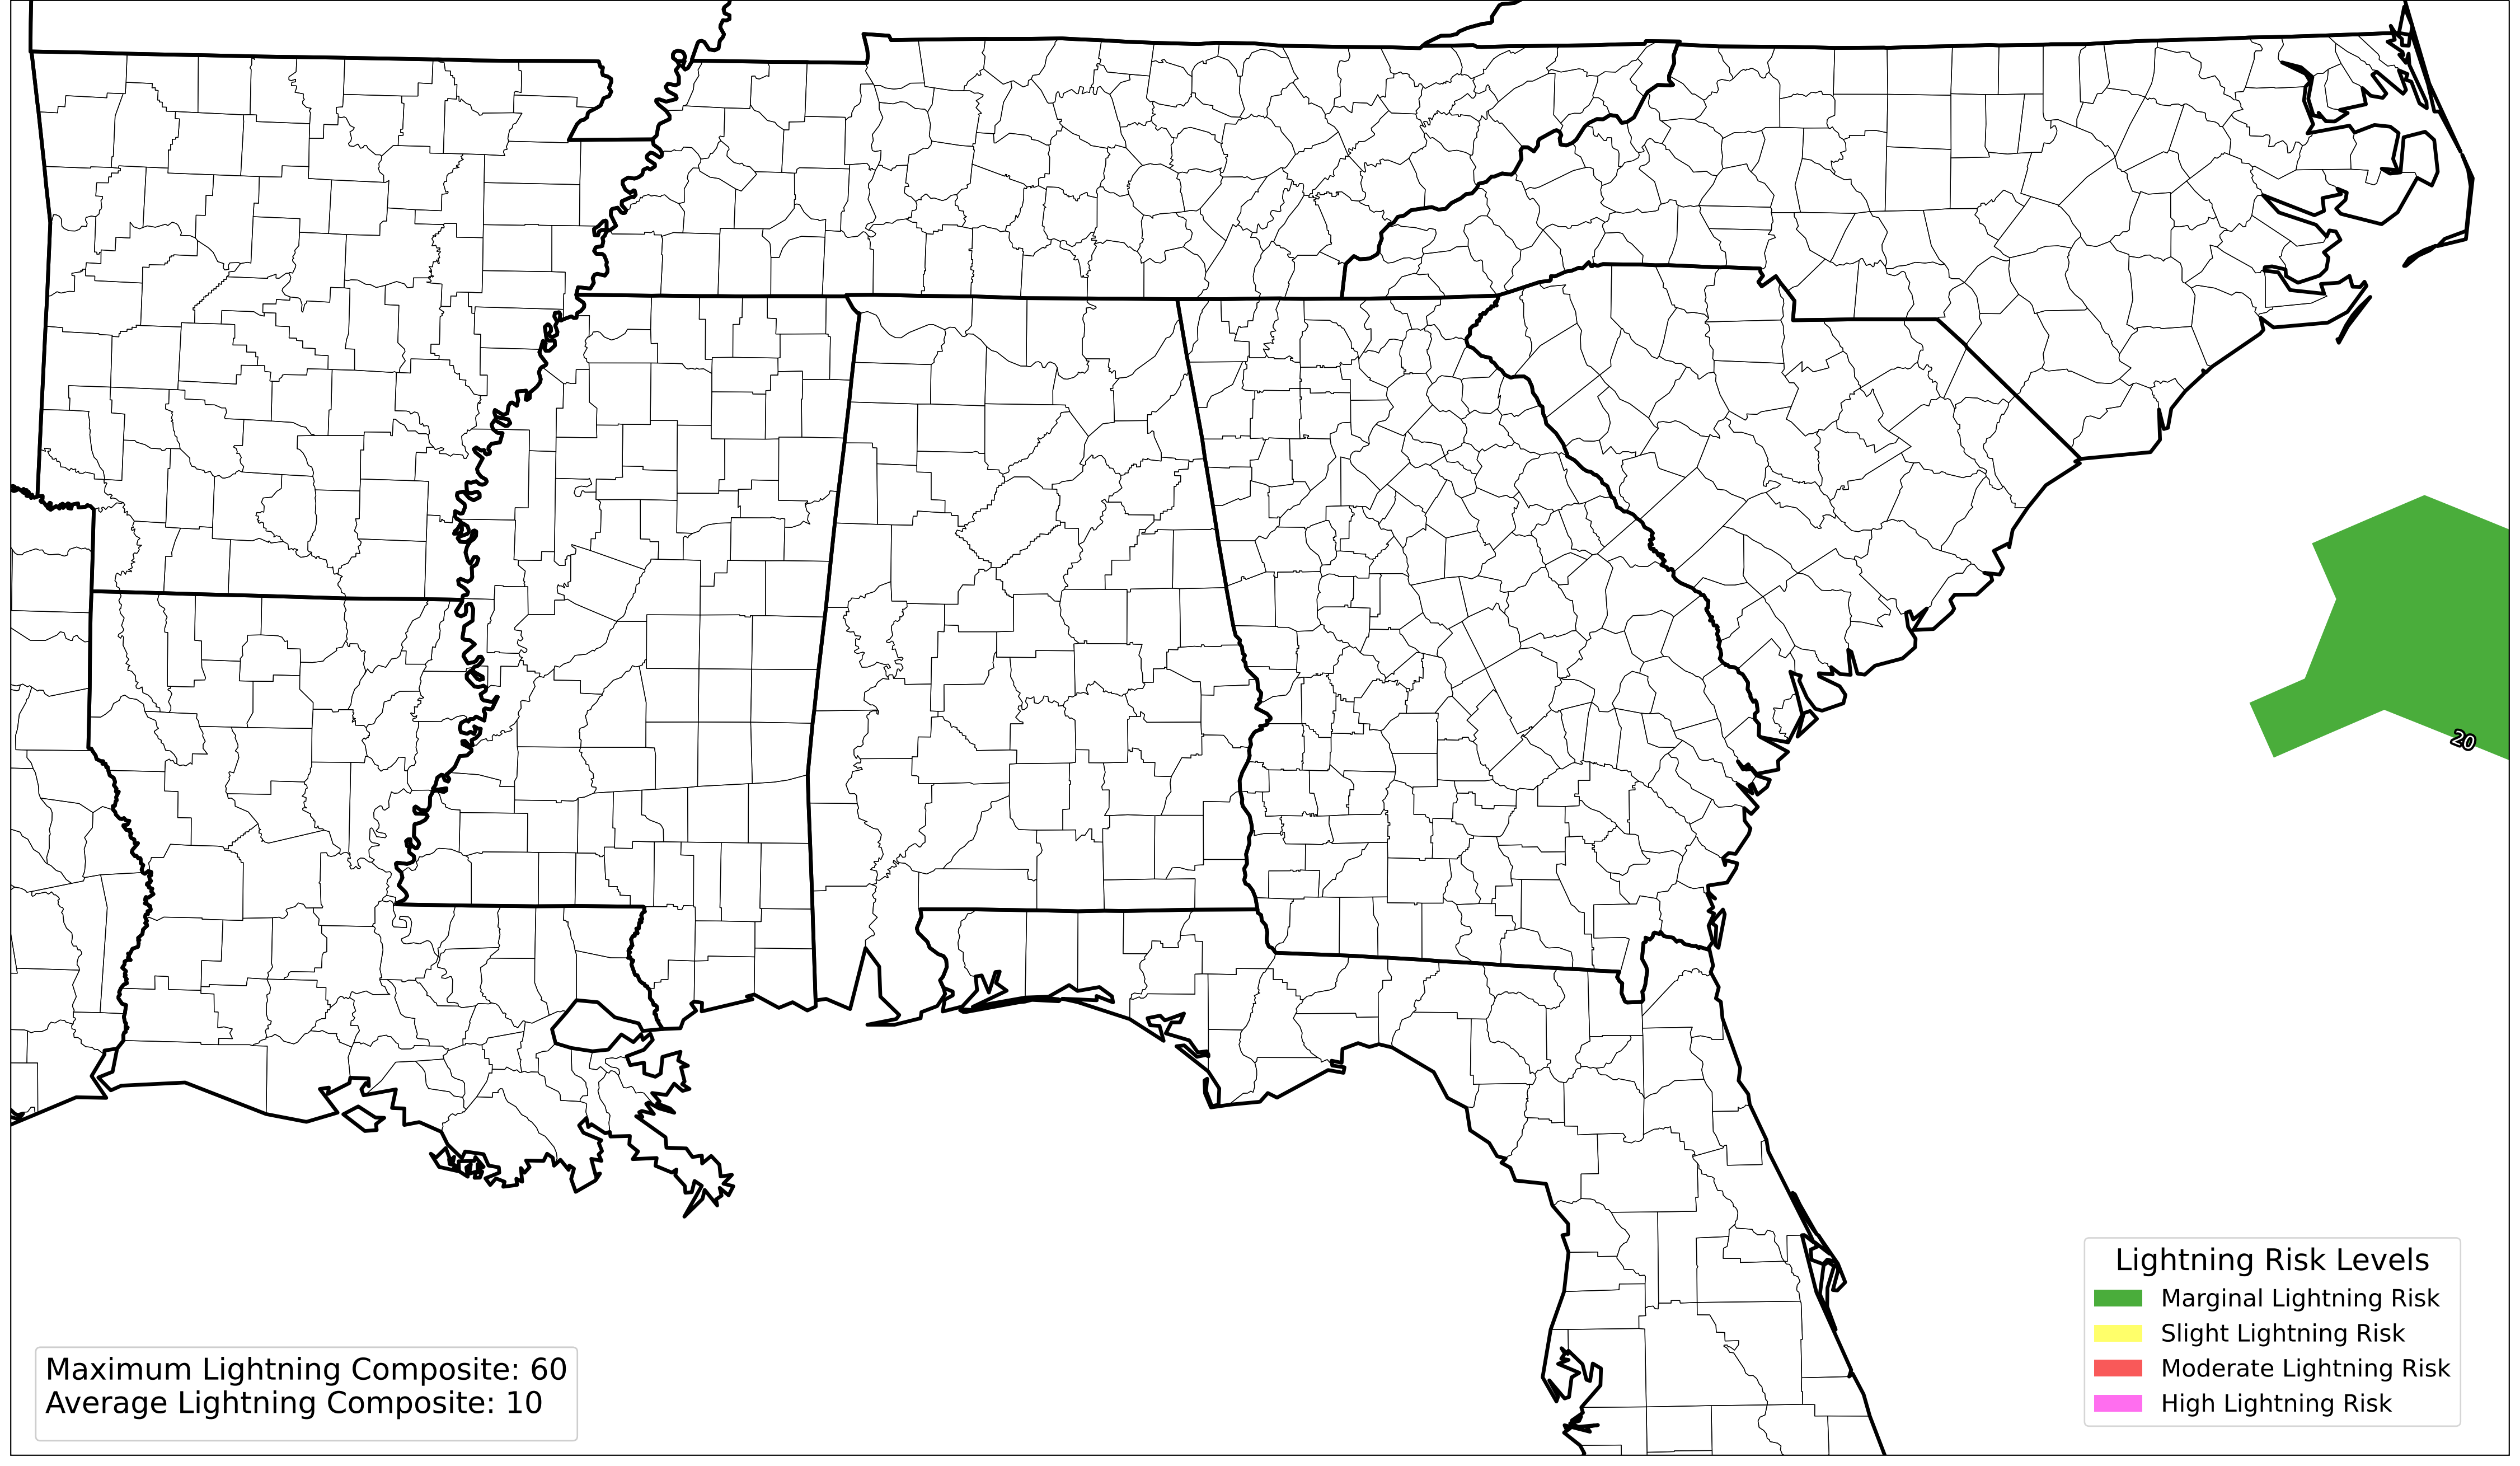 20
Lightning Risk Levels
Marginal Lightning Risk
Slight Lightning Risk
Moderate Lightning Risk
High Lightning Risk
Maximum Lightning Composite: 60
Average Lightning Composite: 10